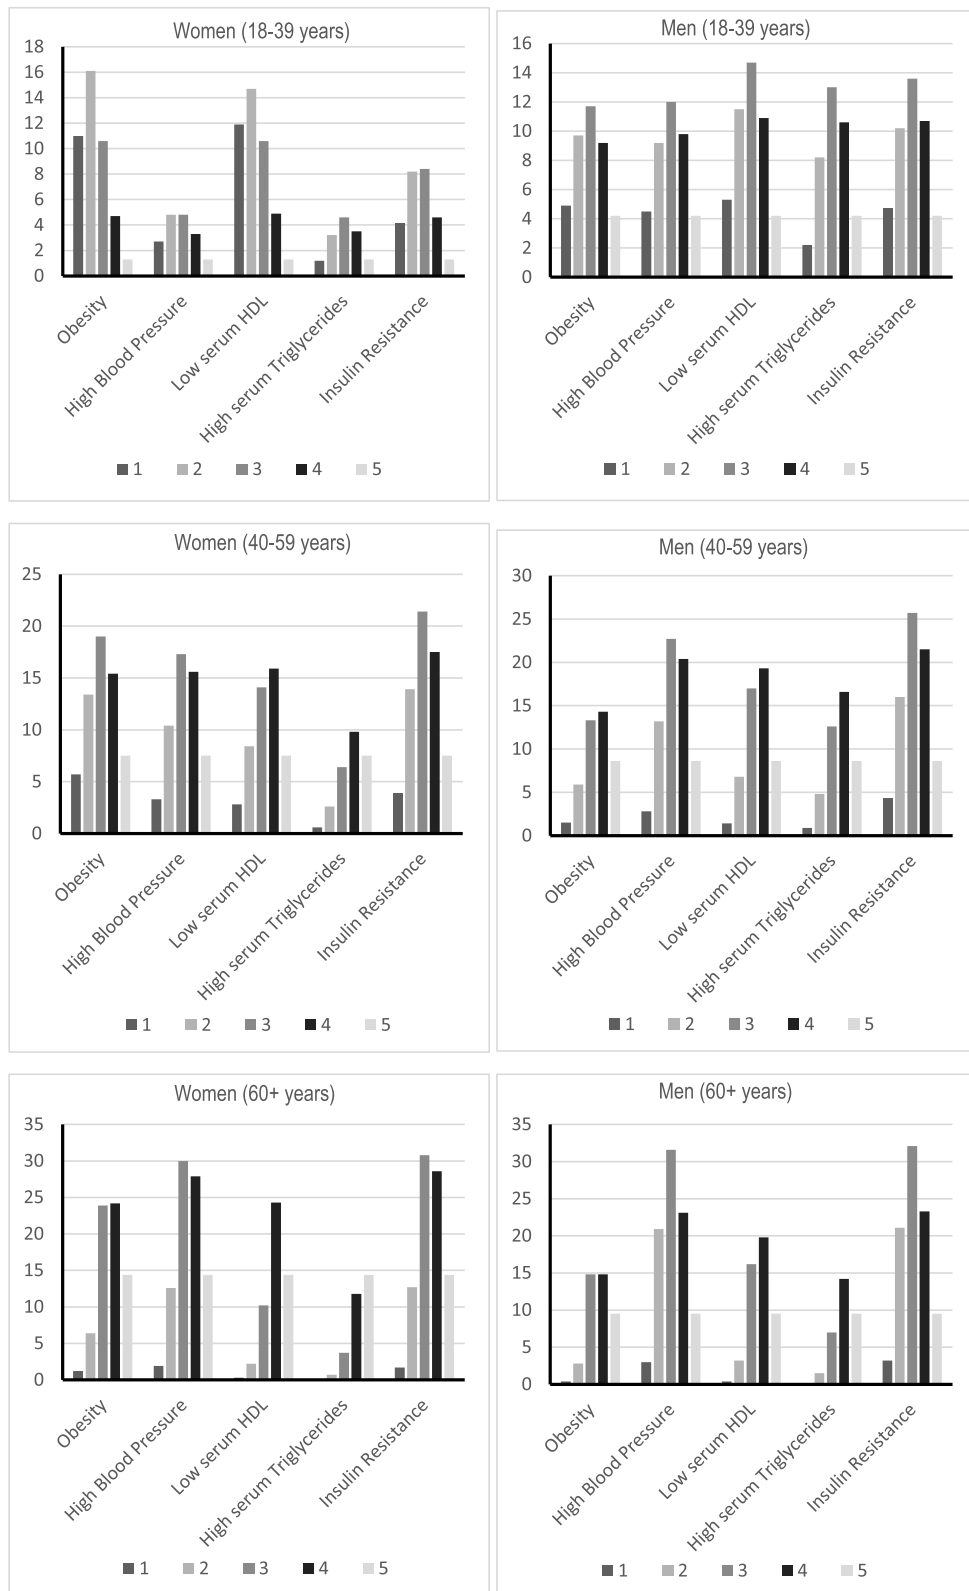 Women (18-39 years)
18
16
14
12
10
8
6
4
2
0
Obesity
High Blood Pressure
Low serum HDL
High serum Triglycerides
Insulin Resistance
1 2 3 4 5
Men (18-39 years)
16
14
12
10
8
6
4
2
0
Obesity
High Blood Pressure
Low serum HDL
High serum Triglycerides
Insulin Resistance
1 2 3 4 5
Women (40-59 years)
25
20
15
10
5
0
Obesity
High Blood Pressure
Low serum HDL
High serum Triglycerides
Insulin Resistance
1 2 3 4 5
Men (40-59 years)
30
25
20
15
10
5
0
Obesity
High Blood Pressure
Low serum HDL
High serum Triglycerides
Insulin Resistance
1 2 3 4 5
Women (60+ years)
35
30
25
20
15
10
5
0
Obesity
High Blood Pressure
Low serum HDL
High serum Triglycerides
Insulin Resistance
1 2 3 4 5
Men (60+ years)
35
30
25
20
15
10
5
0
Obesity
High Blood Pressure
Low serum HDL
High serum Triglycerides
Insulin Resistance
1 2 3 4 5